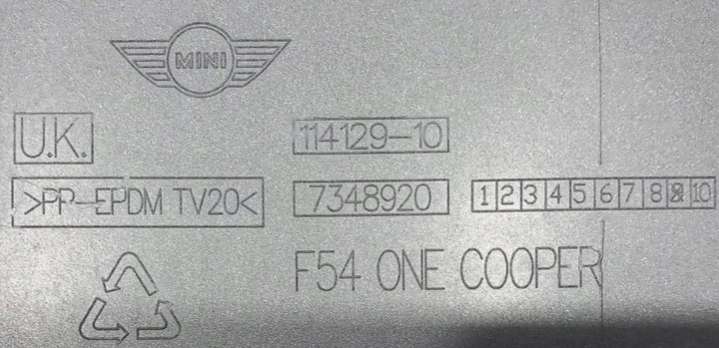 MINI
U.K. 114129-10
>PP-EPDM TV20< 7348920 1 2 3 4 5 6 7 8 9 10
F54 ONE COOPER